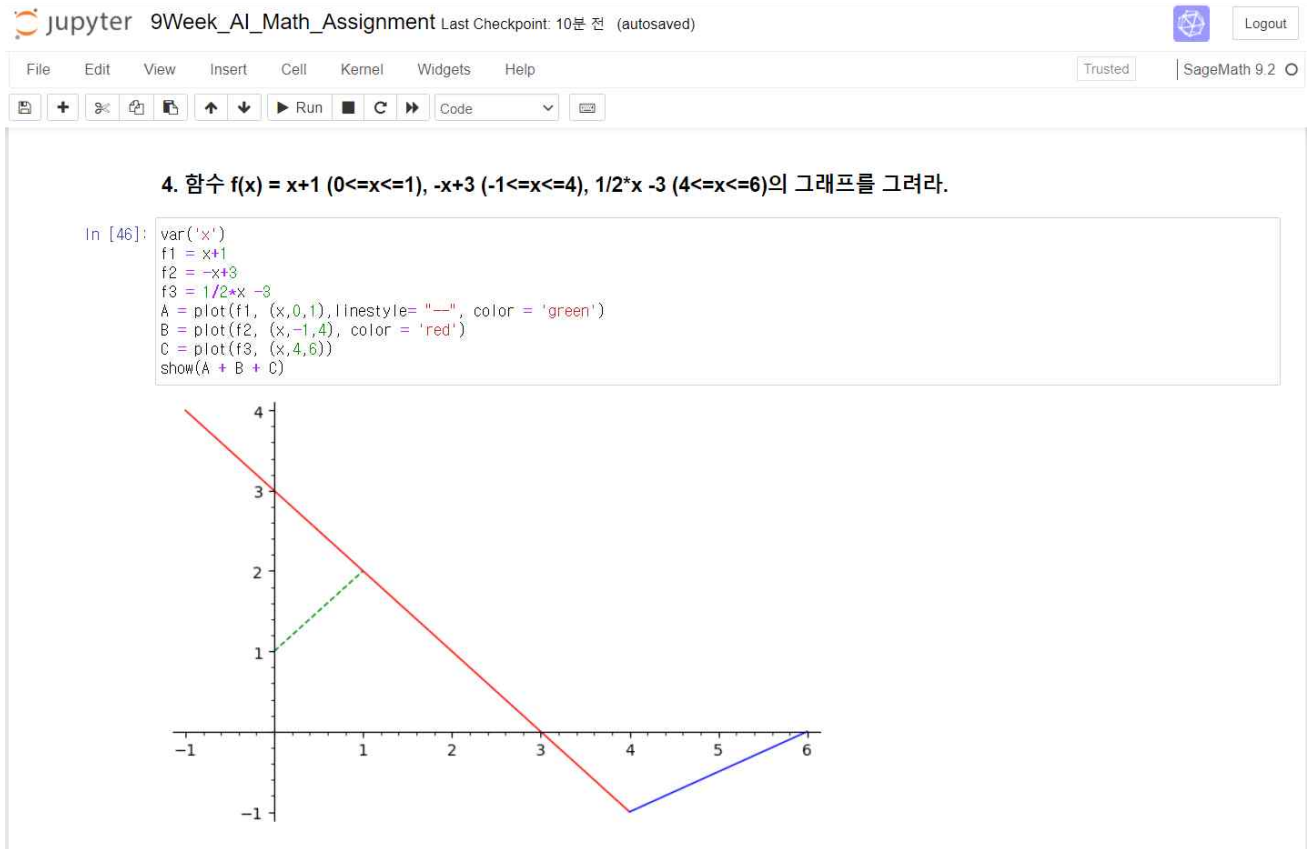 jupyter 9Week_AI_Math_Assignment Last Checkpoint: 10분 전 (autosaved) Logout
File Edit View Insert Cell Kernel Widgets Help Trusted SageMath 9.2
Run Code
4. 함수 f(x) = x+1 (0<=x<=1), -x+3 (-1<=x<=4), 1/2*x -3 (4<=x<=6)의 그래프를 그려라.
In [46]: var('x')
f1 = x+1
f2 = -x+3
f3 = 1/2*x -3
A = plot(f1, (x,0,1),linestyle= "--", color = 'green')
B = plot(f2, (x,-1,4), color = 'red')
C = plot(f3, (x,4,6))
show(A + B + C)
4
3
2
1
−1 1 2 3 4 5 6
−1